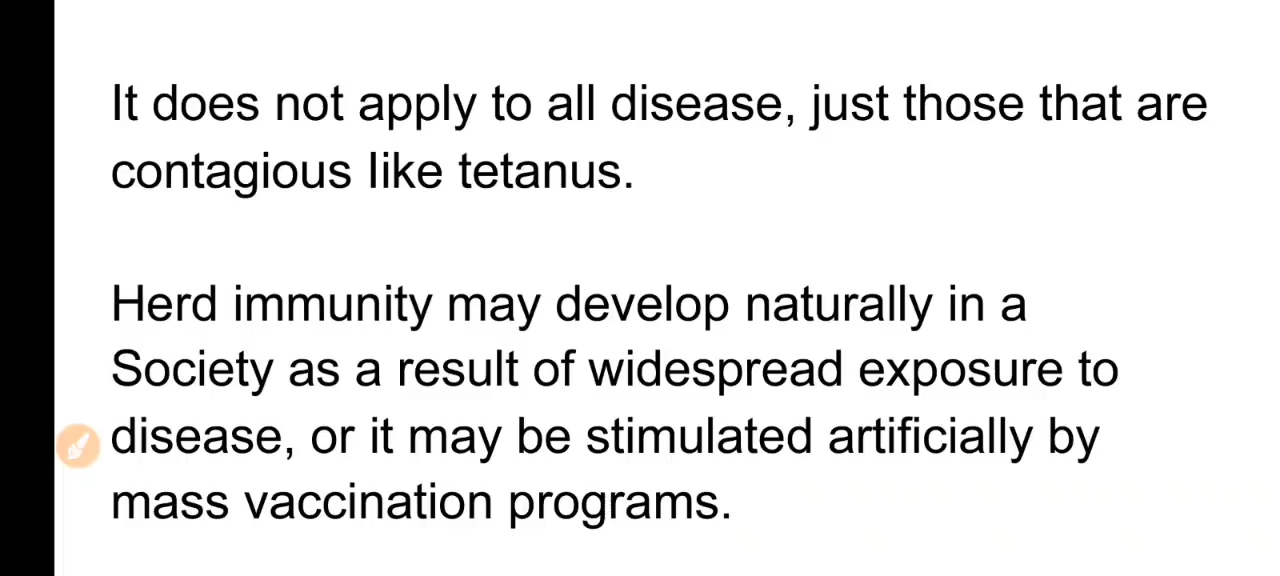 It does not apply to all disease, just those that are
contagious like tetanus.
Herd immunity may develop naturally in a
Society as a result of widespread exposure to
disease, or it may be stimulated artificially by
mass vaccination programs.